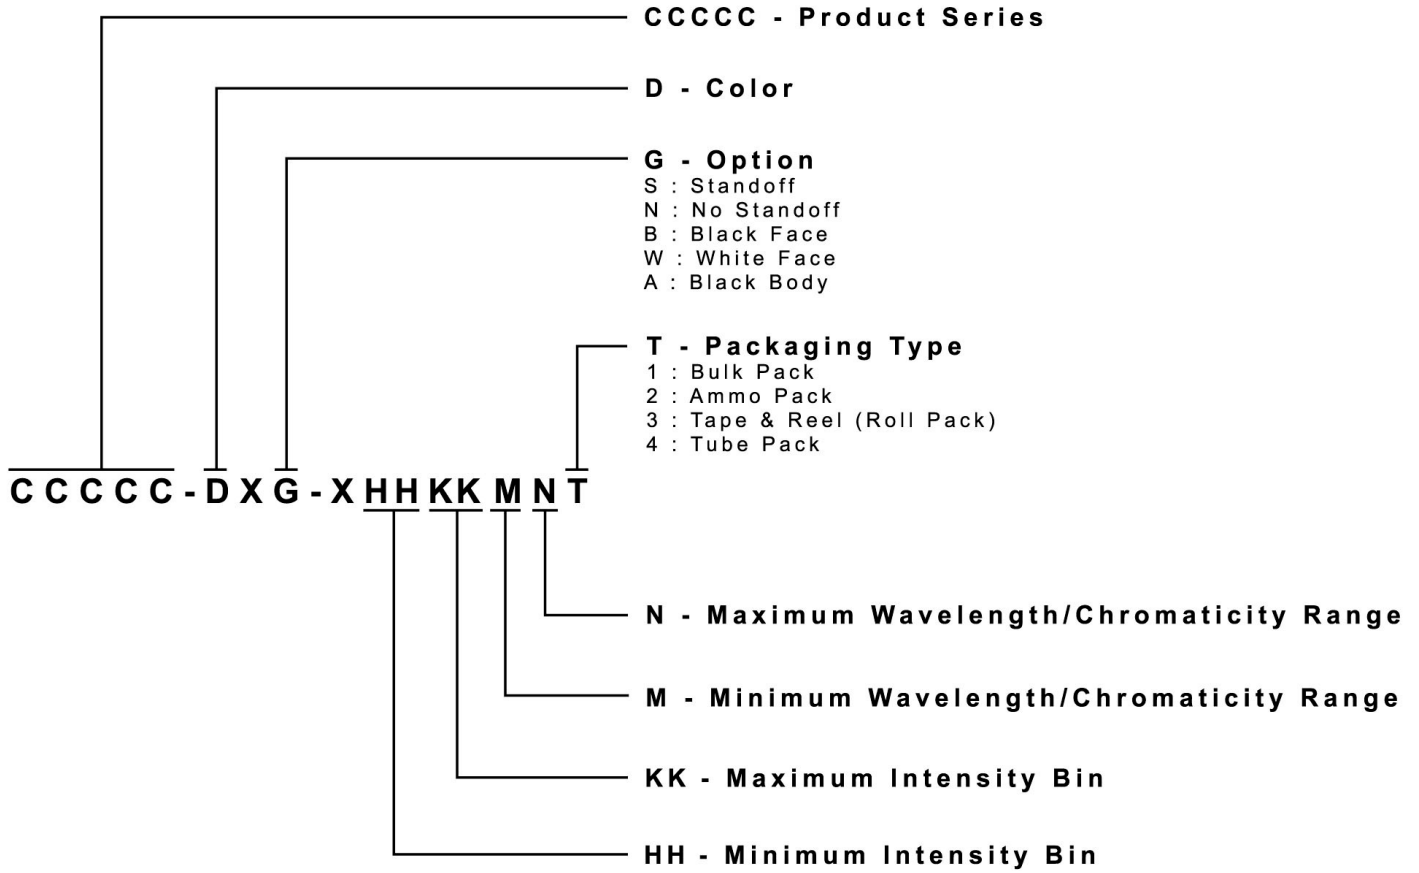 CCCCC - Product Series
D - Color
G - Option
S : Standoff
N : No Standoff
B : Black Face
W : White Face
A : Black Body
T - Packaging Type
1 : Bulk Pack
2 : Ammo Pack
3 : Tape & Reel (Roll Pack)
4 : Tube Pack
CCCCC-DXG-XHHKKMNT
N - Maximum Wavelength/Chromaticity Range
M - Minimum Wavelength/Chromaticity Range
KK - Maximum Intensity Bin
HH - Minimum Intensity Bin